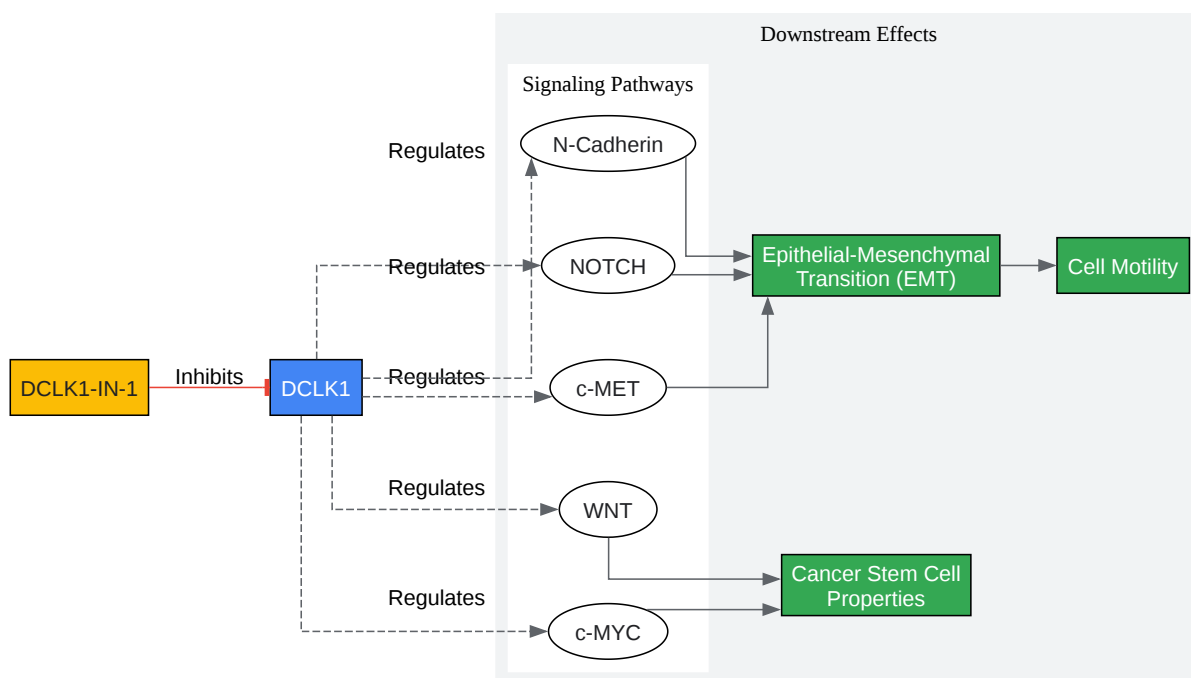 Downstream Effects
Signaling Pathways
N-Cadherin
Regulates
NOTCH
Regulates
Epithelial-Mesenchymal
Transition (EMT)
Cell Motility
DCLK1-IN-1
Inhibits
DCLK1
Regulates
c-MET
Regulates
WNT
Cancer Stem Cell
Properties
Regulates
c-MYC